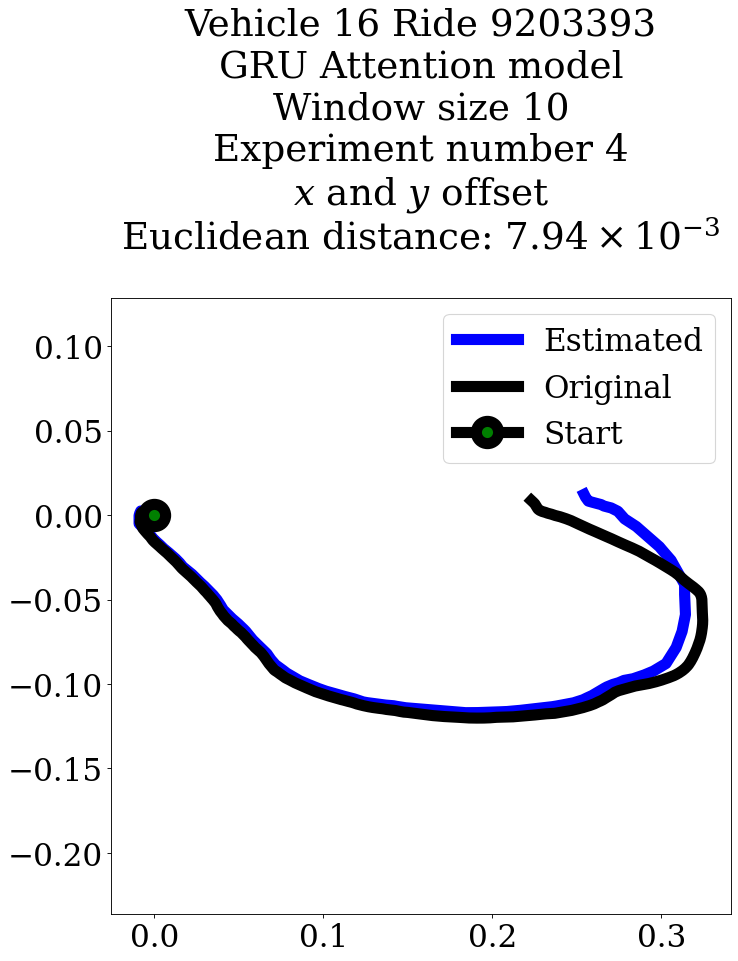 Vehicle 16 Ride 9203393
GRU Attention model
Window size 10
Experiment number 4
x and y offset
Euclidean distance: 7.94 × 10⁻³
Estimated
Original
Start
0.10
0.05
0.00
−0.05
−0.10
−0.15
−0.20
0.0 0.1 0.2 0.3